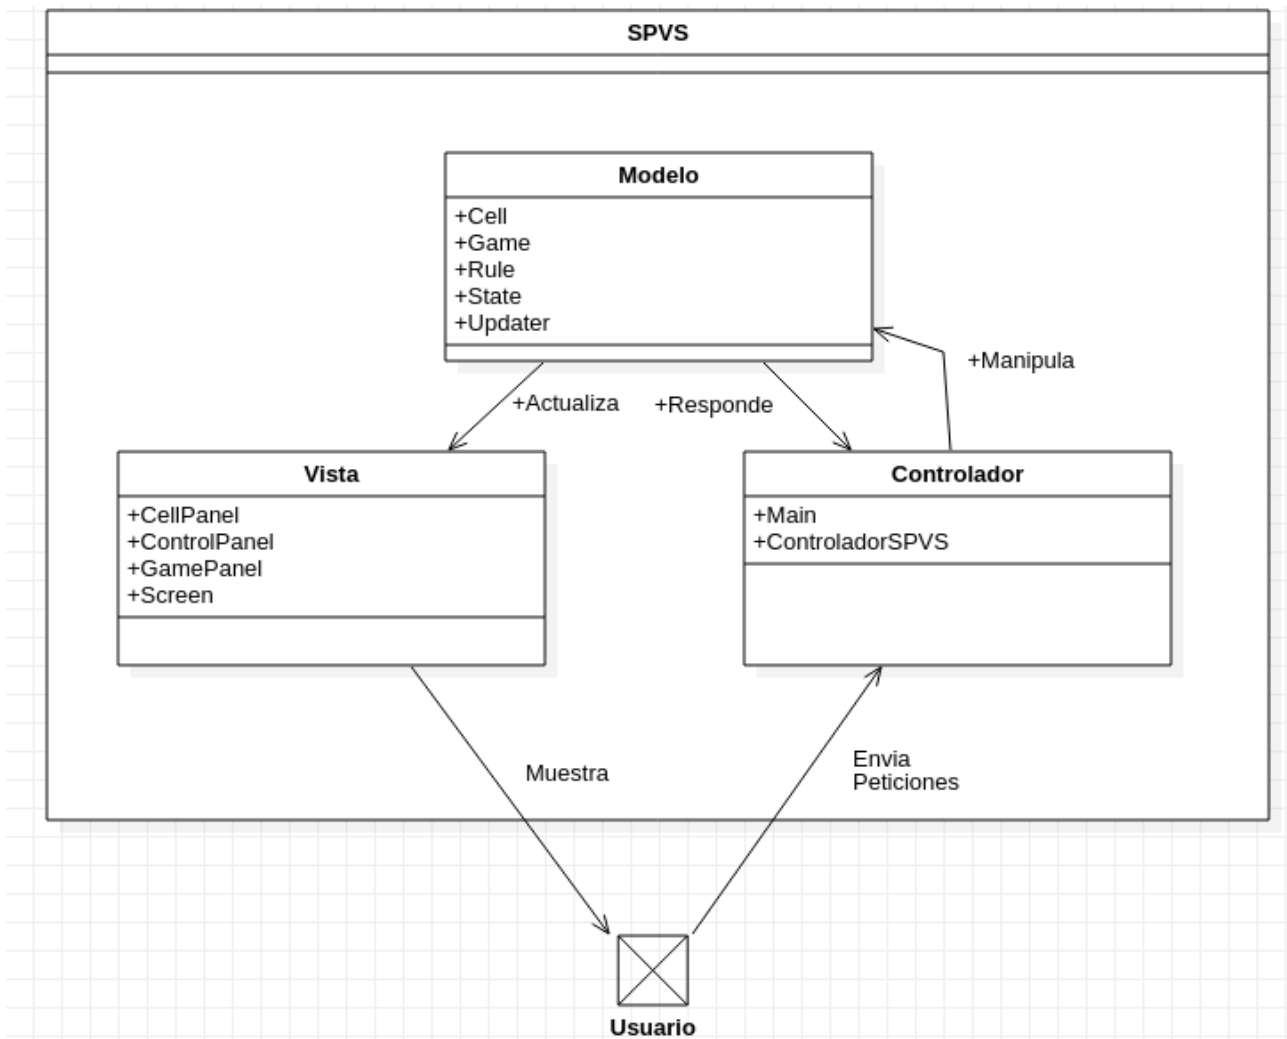 SPVS
Modelo
+Cell
+Game
+Rule
+State
+Updater
+Manipula
+Actualiza
+Responde
Vista
+CellPanel
+ControlPanel
+GamePanel
+Screen
Controlador
+Main
+ControladorSPVS
Muestra
Envia
Peticiones
Usuario